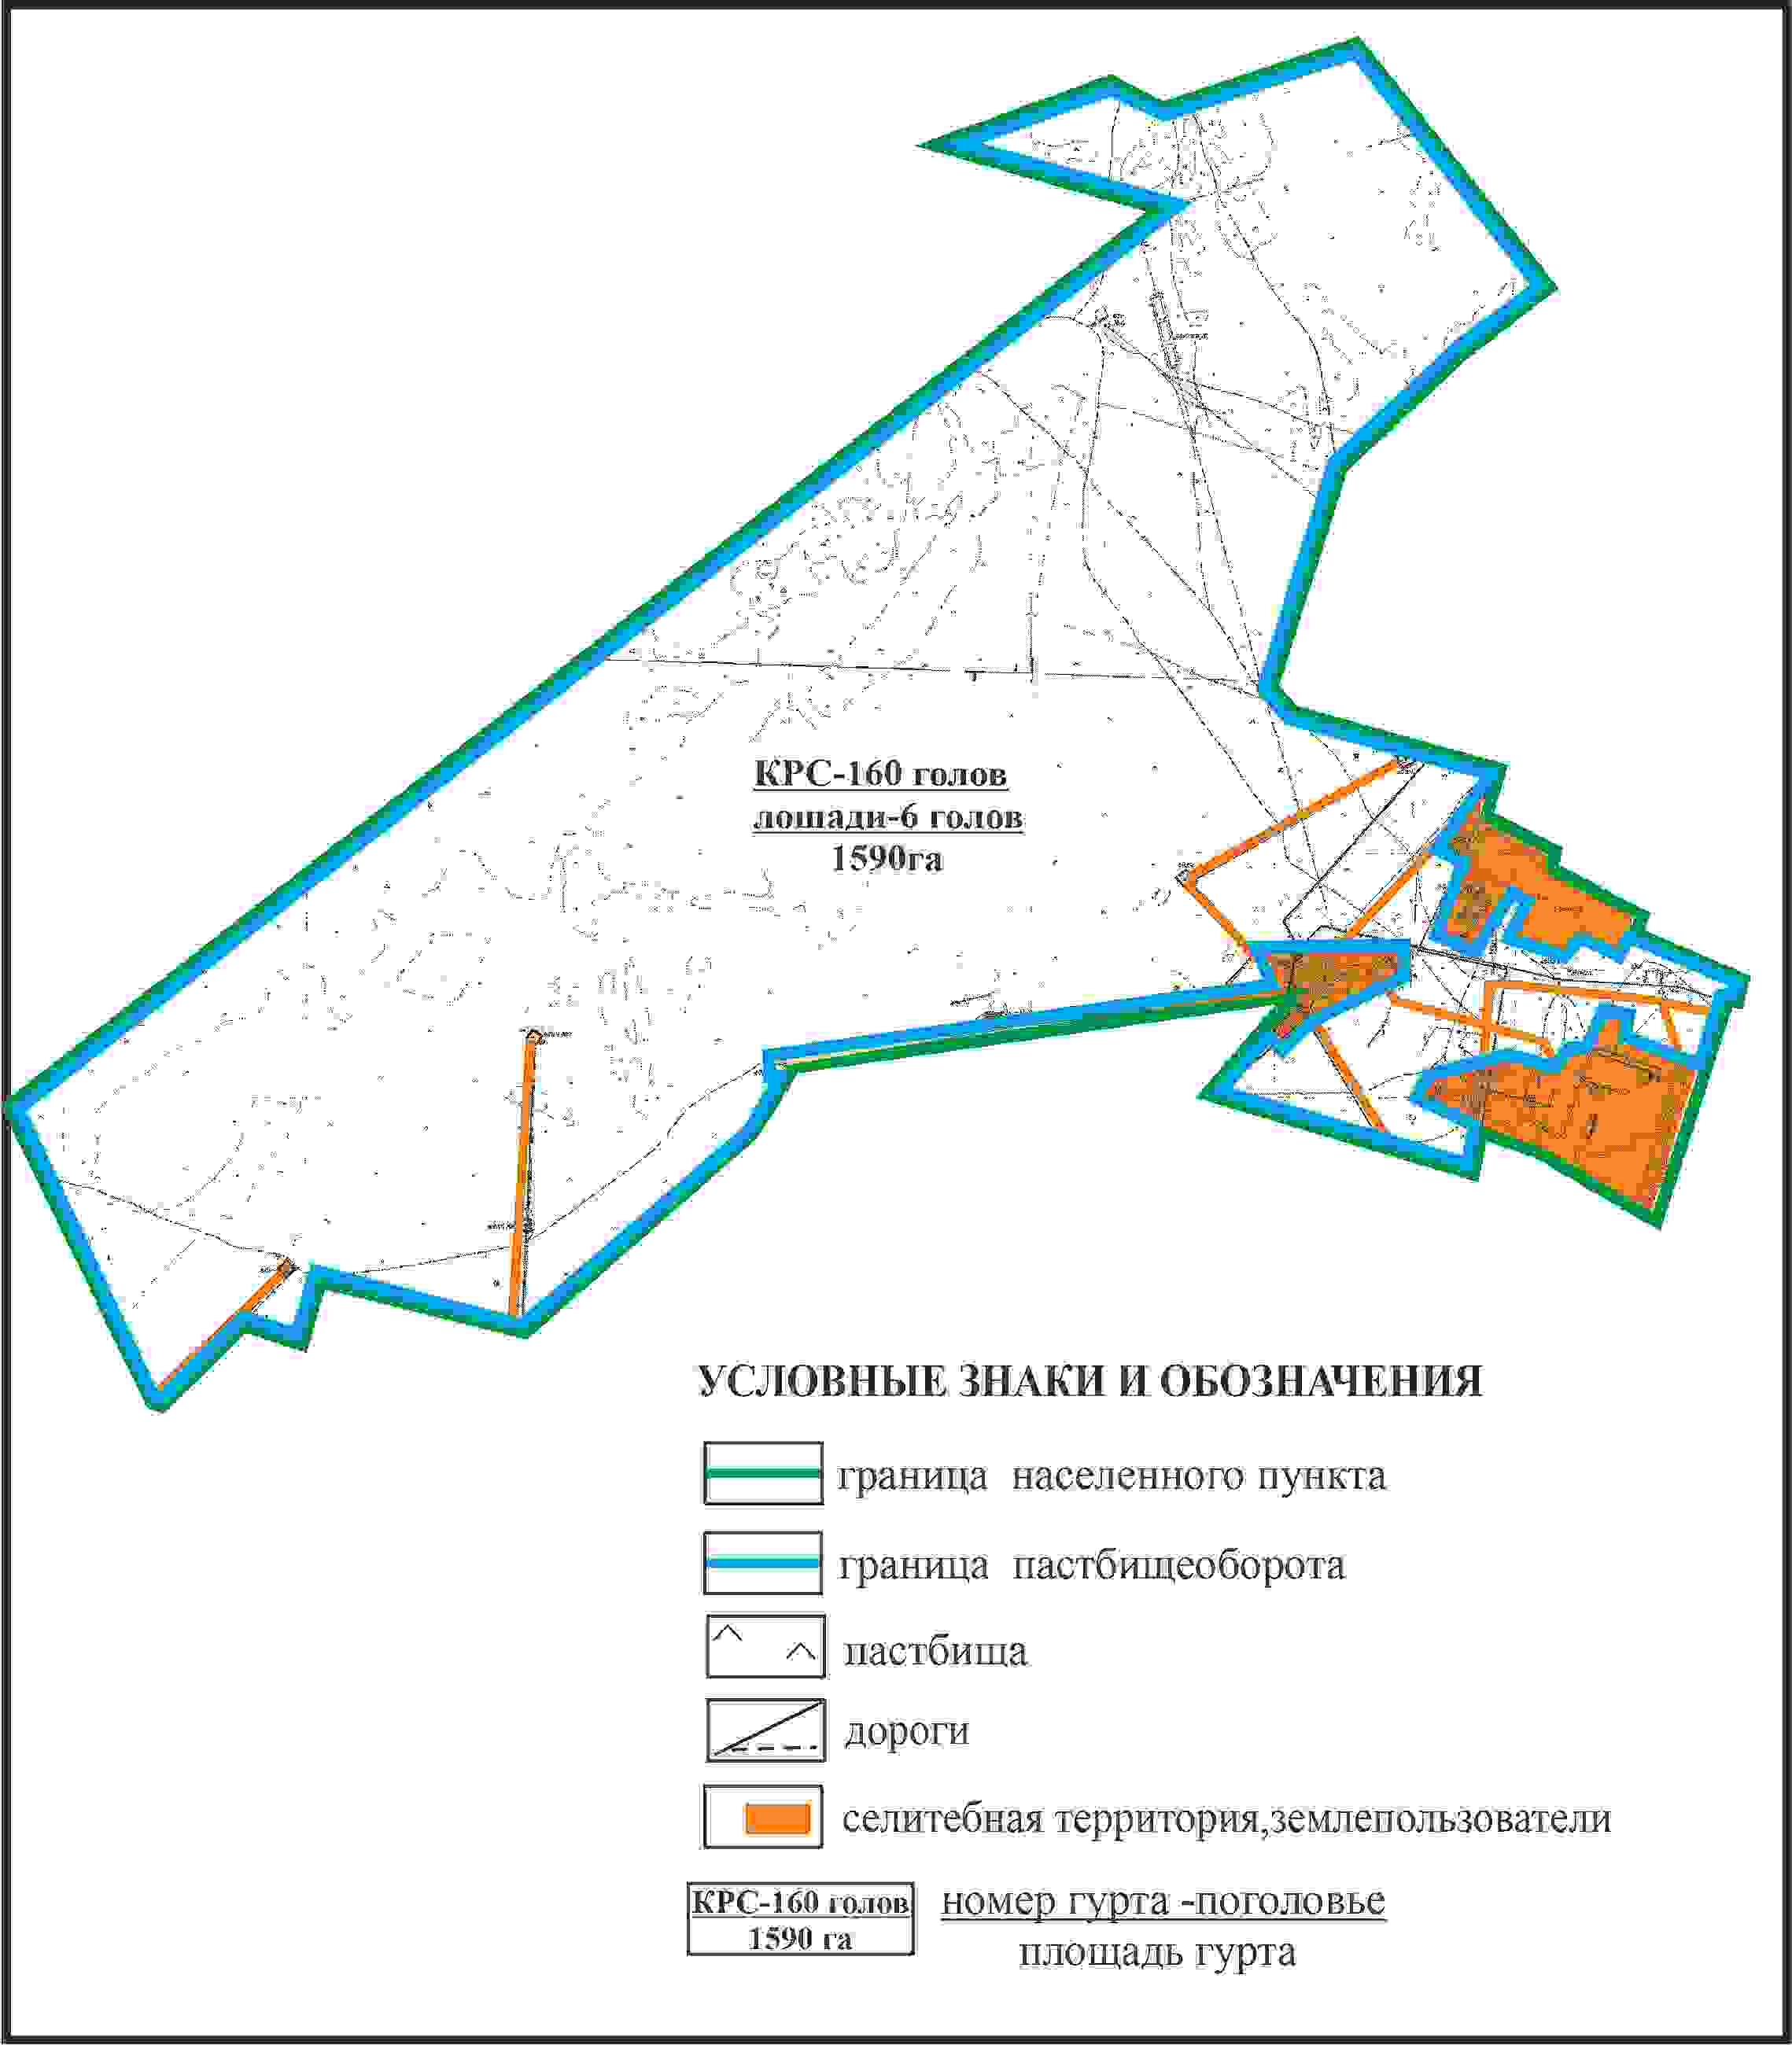 КРС-160 голов
лошади-6 голов
1590га
УСЛОВНЫЕ ЗНАКИ И ОБОЗНАЧЕНИЯ
граница населенного пункта
граница пастбищеоборота
пастбища
дороги
селитебная территория,землепользователи
КРС-160 голов
1590 га
номер гурта -поголовье
площадь гурта